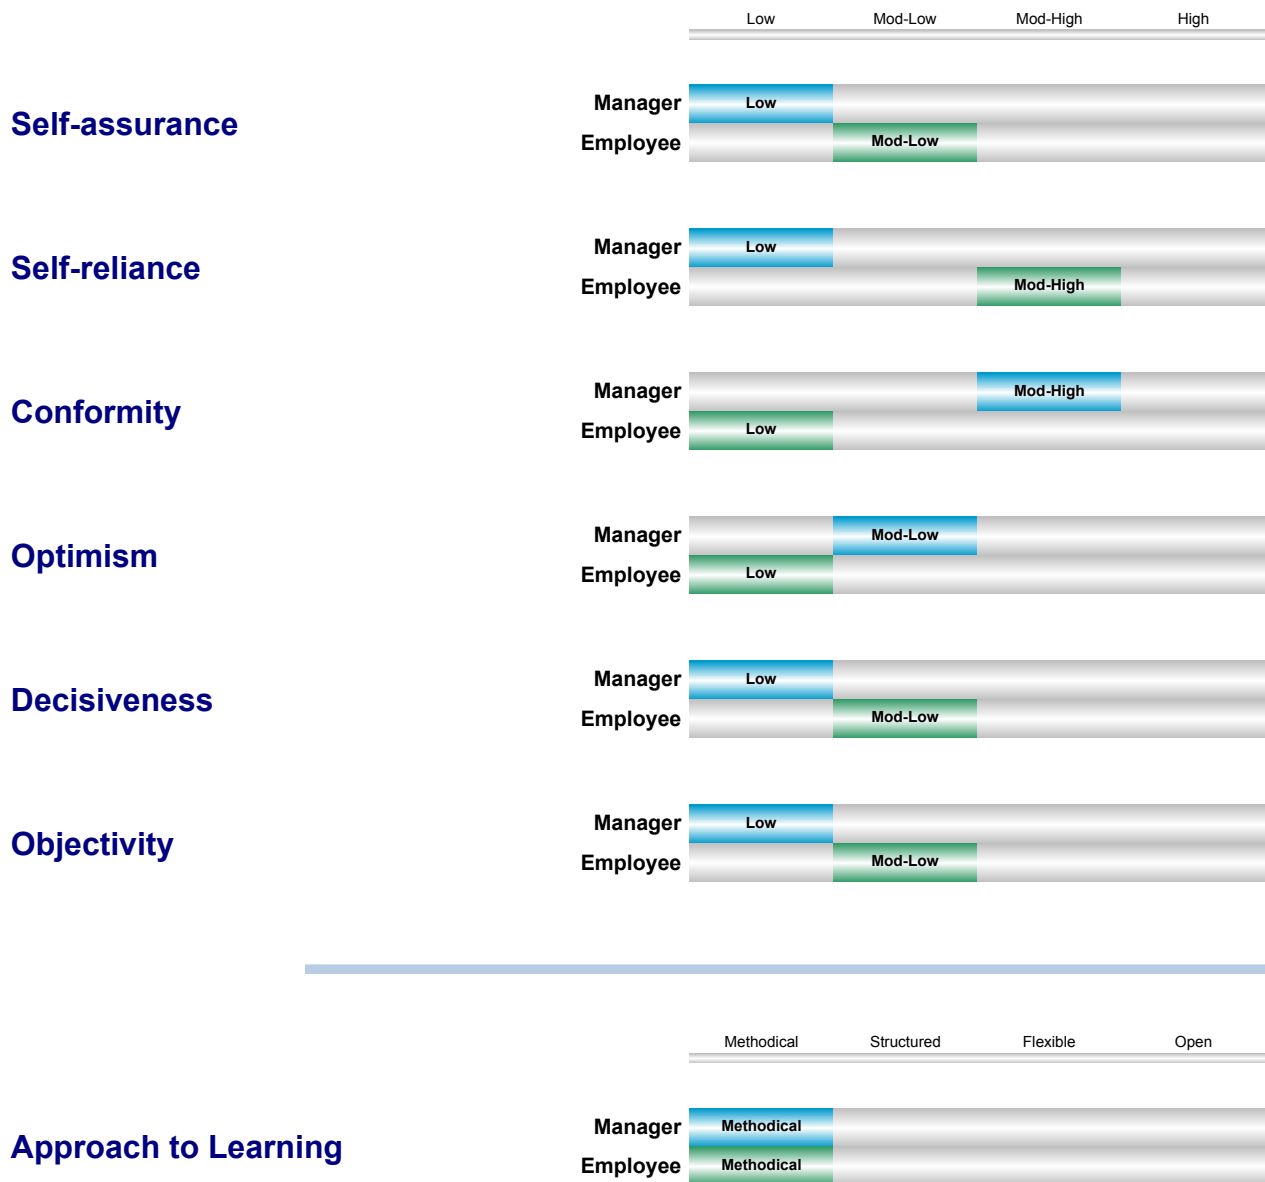 Low Mod-Low Mod-High High
Self-assurance
Manager Low
Employee Mod-Low
Self-reliance
Manager Low
Employee Mod-High
Conformity
Manager Mod-High
Employee Low
Optimism
Manager Mod-Low
Employee Low
Decisiveness
Manager Low
Employee Mod-Low
Objectivity
Manager Low
Employee Mod-Low
Methodical Structured Flexible Open
Approach to Learning
Manager Methodical
Employee Methodical